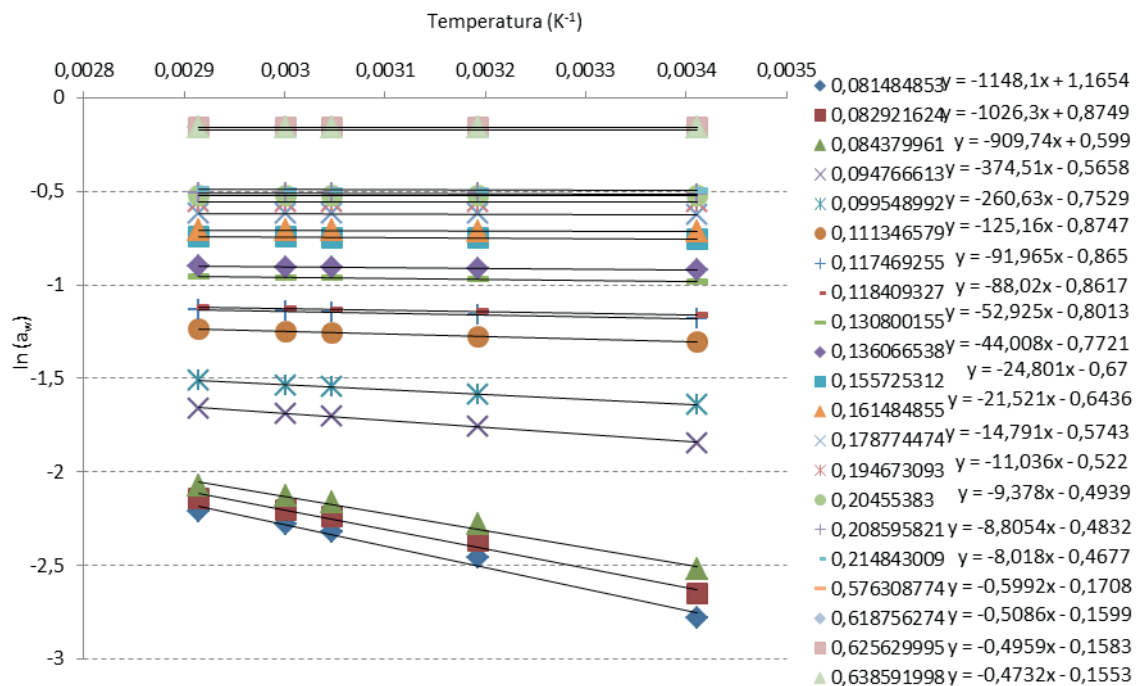 Temperatura (K-1)
0,0028 0,0029 0,003 0,0031 0,0032 0,0033 0,0034 0,0035
0
-0,5
-1
-1,5
-2
-2,5
-3
ln (aw)
0,081484853 y = -1148,1x + 1,1654
0,082921624 y = -1026,3x + 0,8749
0,084379961 y = -909,74x + 0,599
0,094766613 y = -374,51x - 0,5658
0,099548992 y = -260,63x - 0,7529
0,111346579 y = -125,16x - 0,8747
0,117469255 y = -91,965x - 0,865
0,118409327 y = -88,02x - 0,8617
0,130800155 y = -52,925x - 0,8013
0,136066538 y = -44,008x - 0,7721
0,155725312 y = -24,801x - 0,67
0,161484855 y = -21,521x - 0,6436
0,178774474 y = -14,791x - 0,5743
0,194673093 y = -11,036x - 0,522
0,20455383 y = -9,378x - 0,4939
0,208595821 y = -8,8054x - 0,4832
0,214843009 y = -8,018x - 0,4677
0,576308774 y = -0,5992x - 0,1708
0,618756274 y = -0,5086x - 0,1599
0,625629995 y = -0,4959x - 0,1583
0,638591998 y = -0,4732x - 0,1553